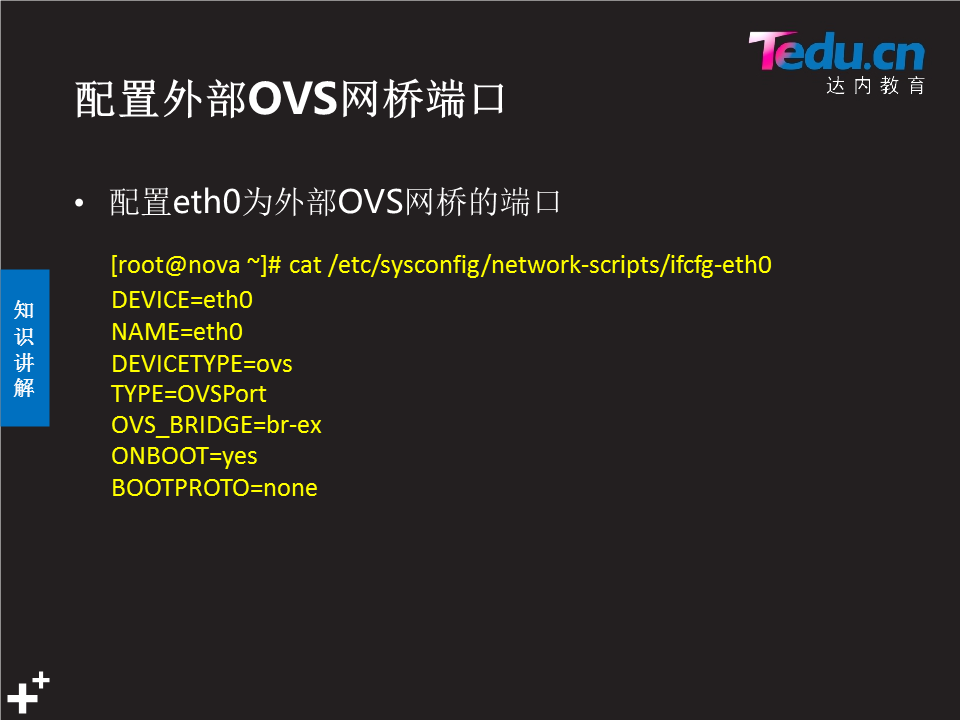 Tedu.cn
达内教育
配置外部OVS网桥端口
• 配置eth0为外部OVS网桥的端口
[root@nova ~]# cat /etc/sysconfig/network-scripts/ifcfg-eth0
DEVICE=eth0
NAME=eth0
DEVICETYPE=ovs
TYPE=OVSPort
OVS_BRIDGE=br-ex
ONBOOT=yes
BOOTPROTO=none
知
识
讲
解